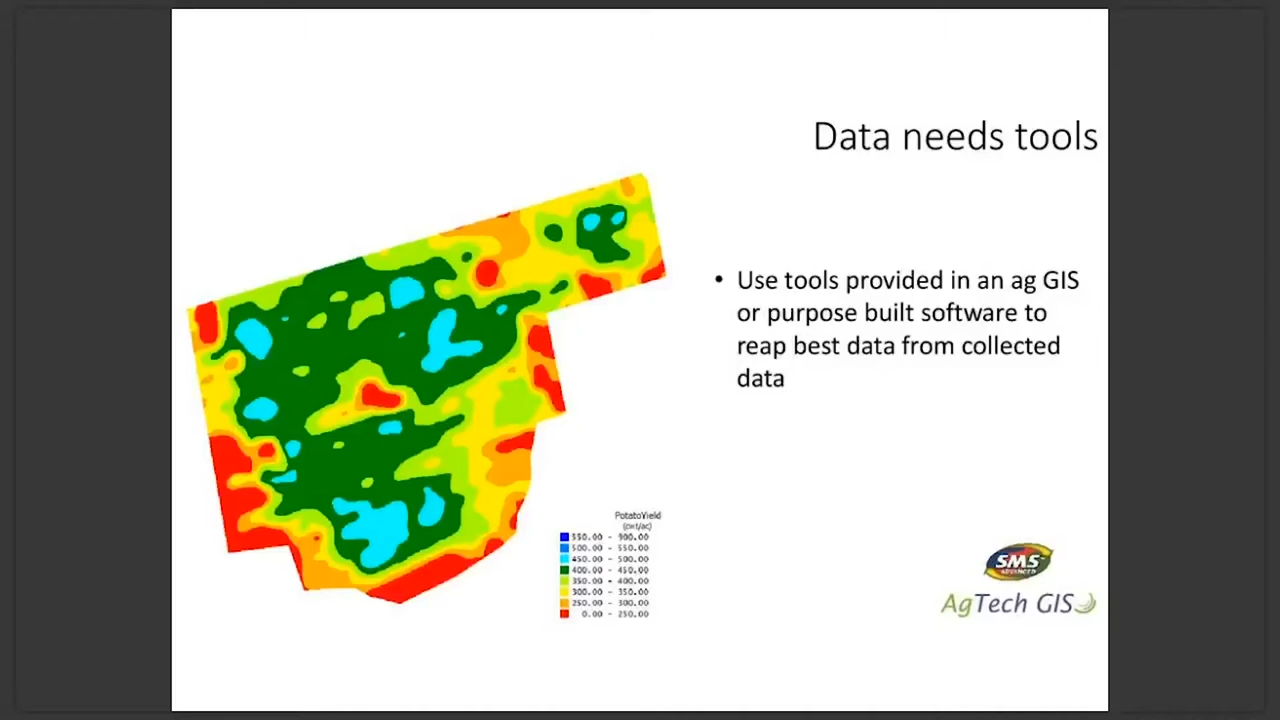 Data needs tools
• Use tools provided in an ag GIS
or purpose built software to
reap best data from collected
data
PotatoYield
(cwt/ac)
550.00 - 900.00
500.00 - 550.00
450.00 - 500.00
400.00 - 450.00
350.00 - 400.00
300.00 - 350.00
250.00 - 300.00
0.00 - 250.00
SMS
ADVANCED
AgTech GIS